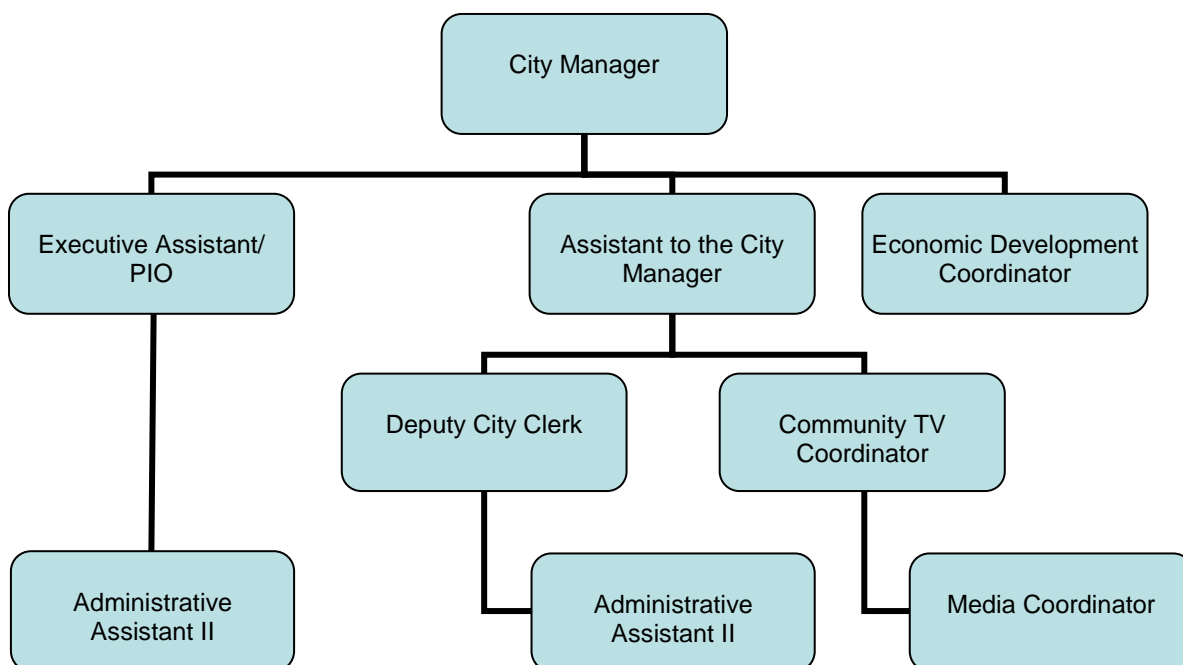 City Manager
Executive Assistant/
PIO
Assistant to the City
Manager
Economic Development
Coordinator
Deputy City Clerk
Community TV
Coordinator
Administrative
Assistant II
Administrative
Assistant II
Media Coordinator